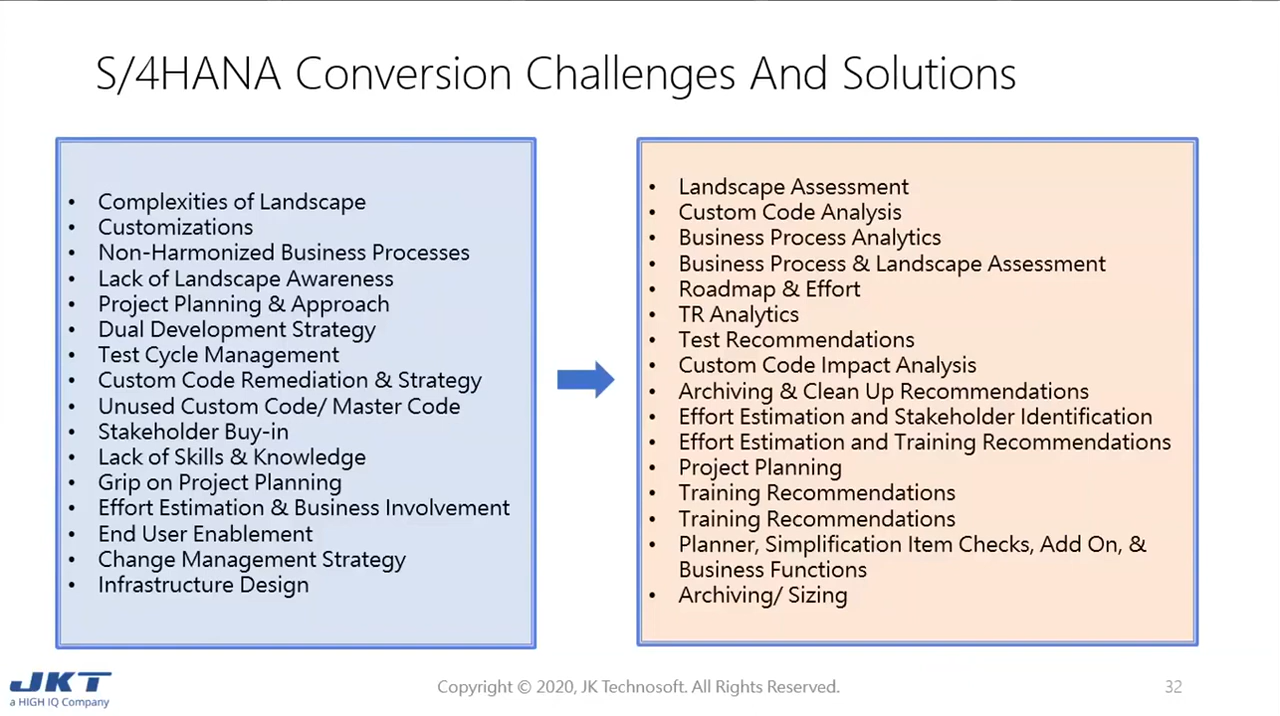 S/4HANA Conversion Challenges And Solutions
• Complexities of Landscape
• Customizations
• Non-Harmonized Business Processes
• Lack of Landscape Awareness
• Project Planning & Approach
• Dual Development Strategy
• Test Cycle Management
• Custom Code Remediation & Strategy
• Unused Custom Code/ Master Code
• Stakeholder Buy-in
• Lack of Skills & Knowledge
• Grip on Project Planning
• Effort Estimation & Business Involvement
• End User Enablement
• Change Management Strategy
• Infrastructure Design
• Landscape Assessment
• Custom Code Analysis
• Business Process Analytics
• Business Process & Landscape Assessment
• Roadmap & Effort
• TR Analytics
• Test Recommendations
• Custom Code Impact Analysis
• Archiving & Clean Up Recommendations
• Effort Estimation and Stakeholder Identification
• Effort Estimation and Training Recommendations
• Project Planning
• Training Recommendations
• Training Recommendations
• Planner, Simplification Item Checks, Add On, &
Business Functions
• Archiving/ Sizing
JKT
a HIGH IQ Company
Copyright © 2020, JK Technosoft. All Rights Reserved.
32